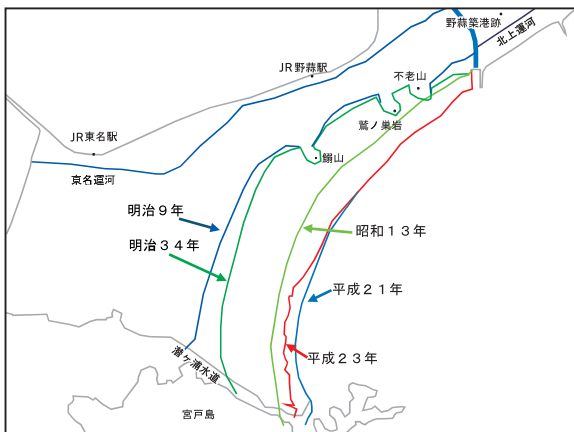 野蒜築港跡
北上運河
JR野蒜駅
不老山
鷲ノ巣岩
JR東名駅
鰯山
東名運河
明治９年
明治３４年
昭和１３年
平成２１年
平成２３年
潜ケ浦水道
宮戸島